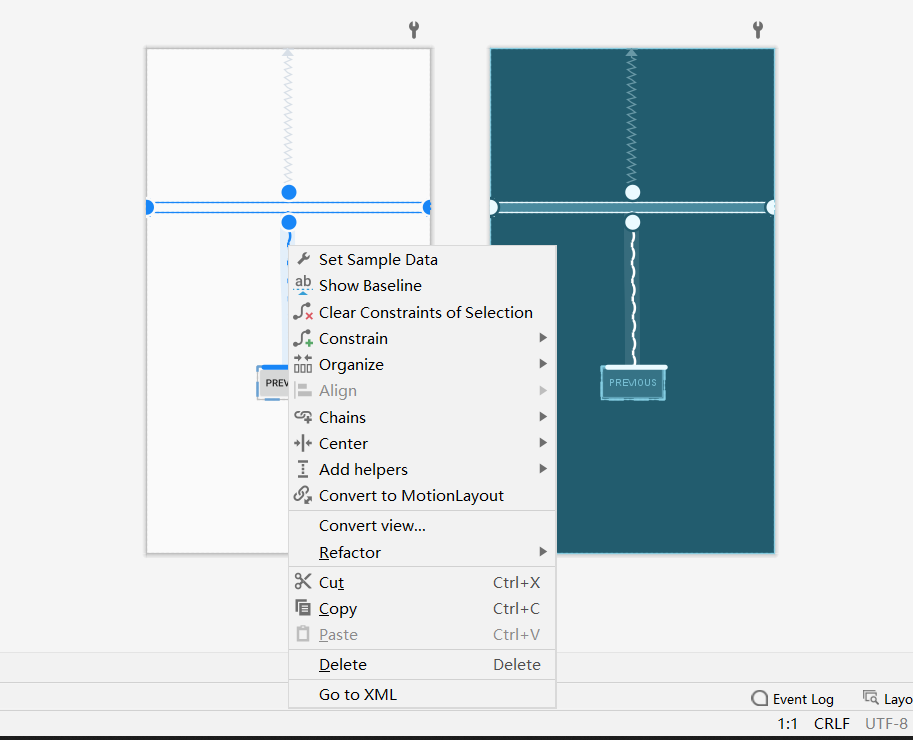 Set Sample Data
ab Show Baseline
Clear Constraints of Selection
Constrain
Organize
PREV
PREVIOUS
Align
Chains
Center
Add helpers
Convert to MotionLayout
Convert view...
Refactor
Cut Ctrl+X
Copy Ctrl+C
Paste Ctrl+V
Delete Delete
Go to XML
Event Log Layo
1:1 CRLF UTF-8